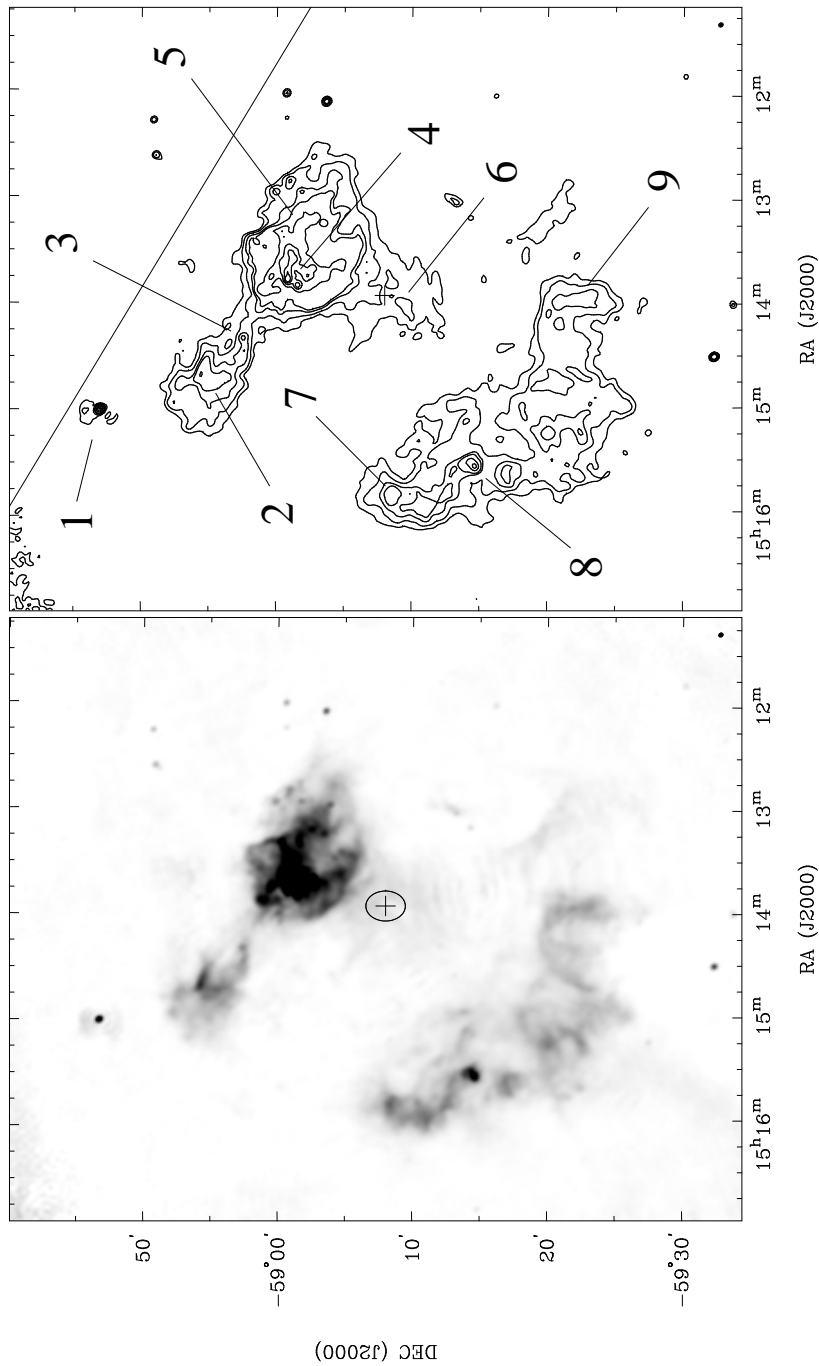 DEC (J2000)
50′
−59°00′
10′
20′
−59°30′
15ʰ16ᵐ
15ᵐ
14ᵐ
13ᵐ
12ᵐ
RA (J2000)
1
2
3
4
5
6
7
8
9
15ʰ16ᵐ
15ᵐ
14ᵐ
13ᵐ
12ᵐ
RA (J2000)